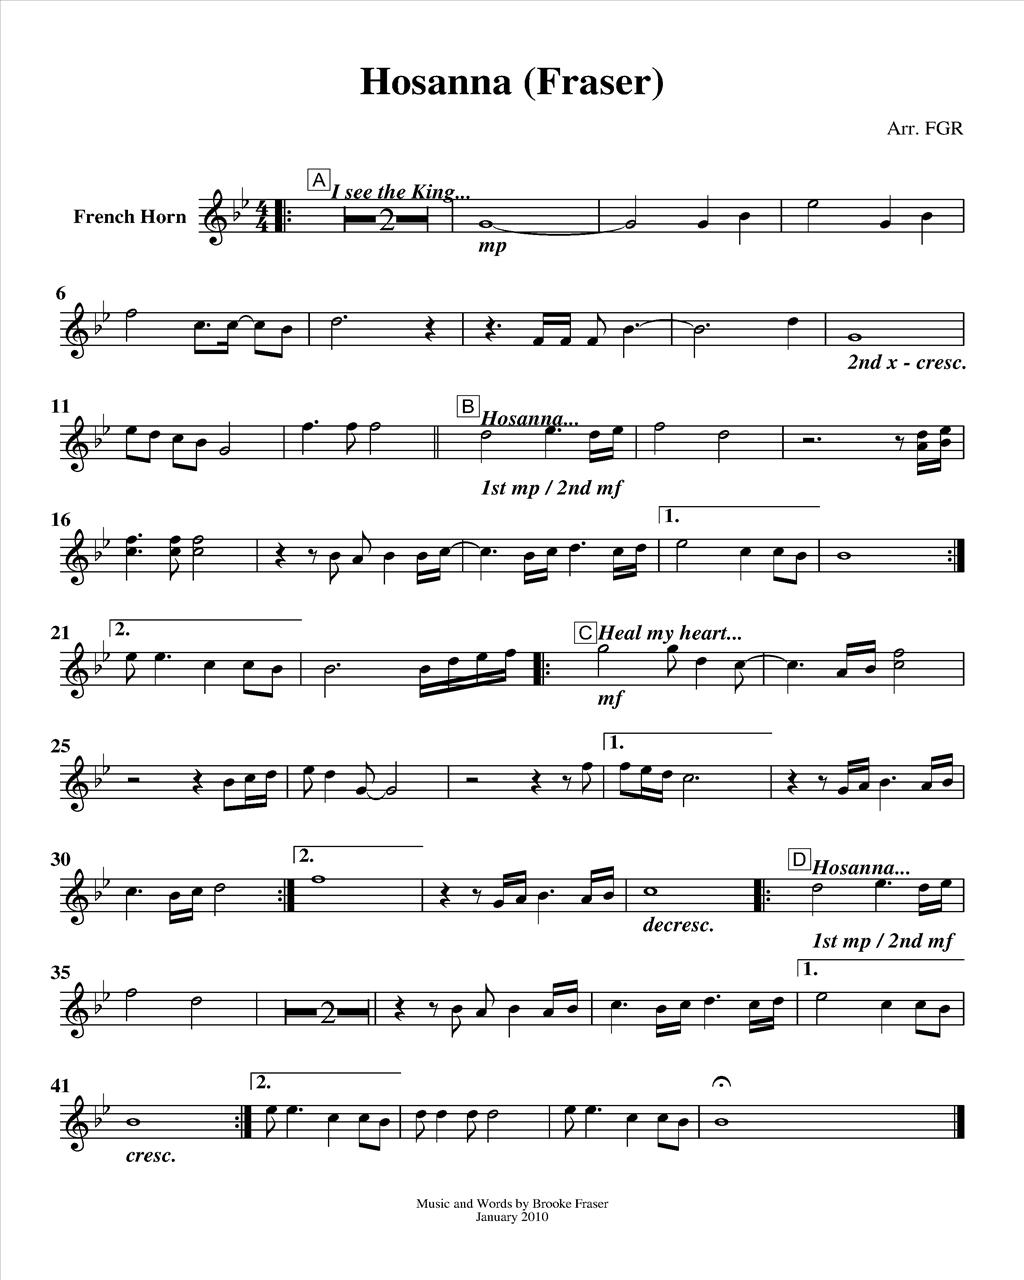 Hosanna (Fraser)
Arr. FGR
A I see the King...
French Horn
2
mp
6
2nd x - cresc.
11
B Hosanna...
1st mp / 2nd mf
16
1.
21
2.
C Heal my heart...
mf
25
1.
30
2.
D Hosanna...
decresc.
1st mp / 2nd mf
35
2
1.
41
2.
cresc.
Music and Words by Brooke Fraser
January 2010